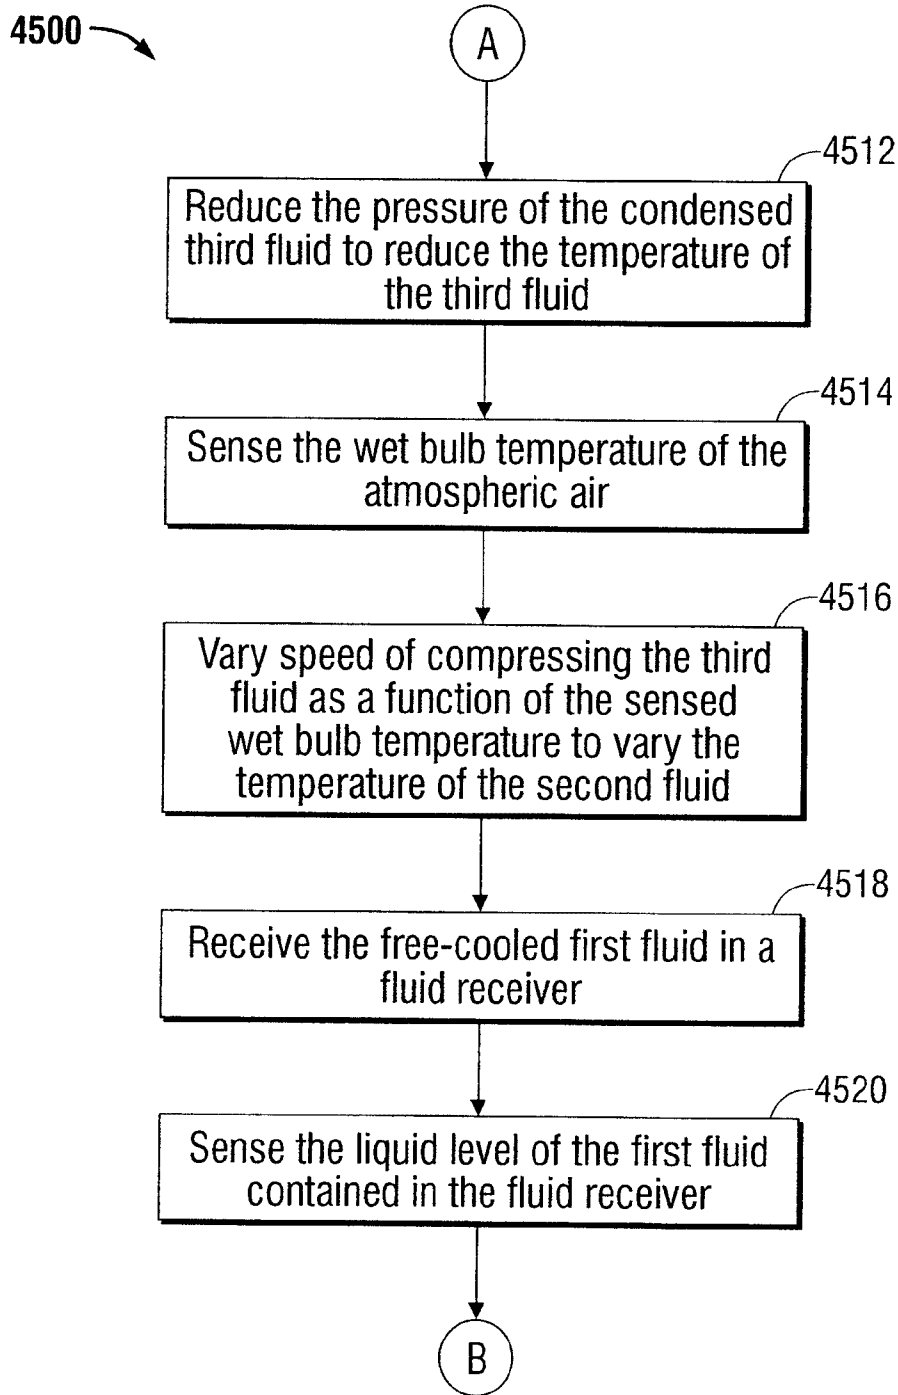 4500
A
4512
Reduce the pressure of the condensed
third fluid to reduce the temperature of
the third fluid
4514
Sense the wet bulb temperature of the
atmospheric air
4516
Vary speed of compressing the third
fluid as a function of the sensed
wet bulb temperature to vary the
temperature of the second fluid
4518
Receive the free-cooled first fluid in a
fluid receiver
4520
Sense the liquid level of the first fluid
contained in the fluid receiver
B